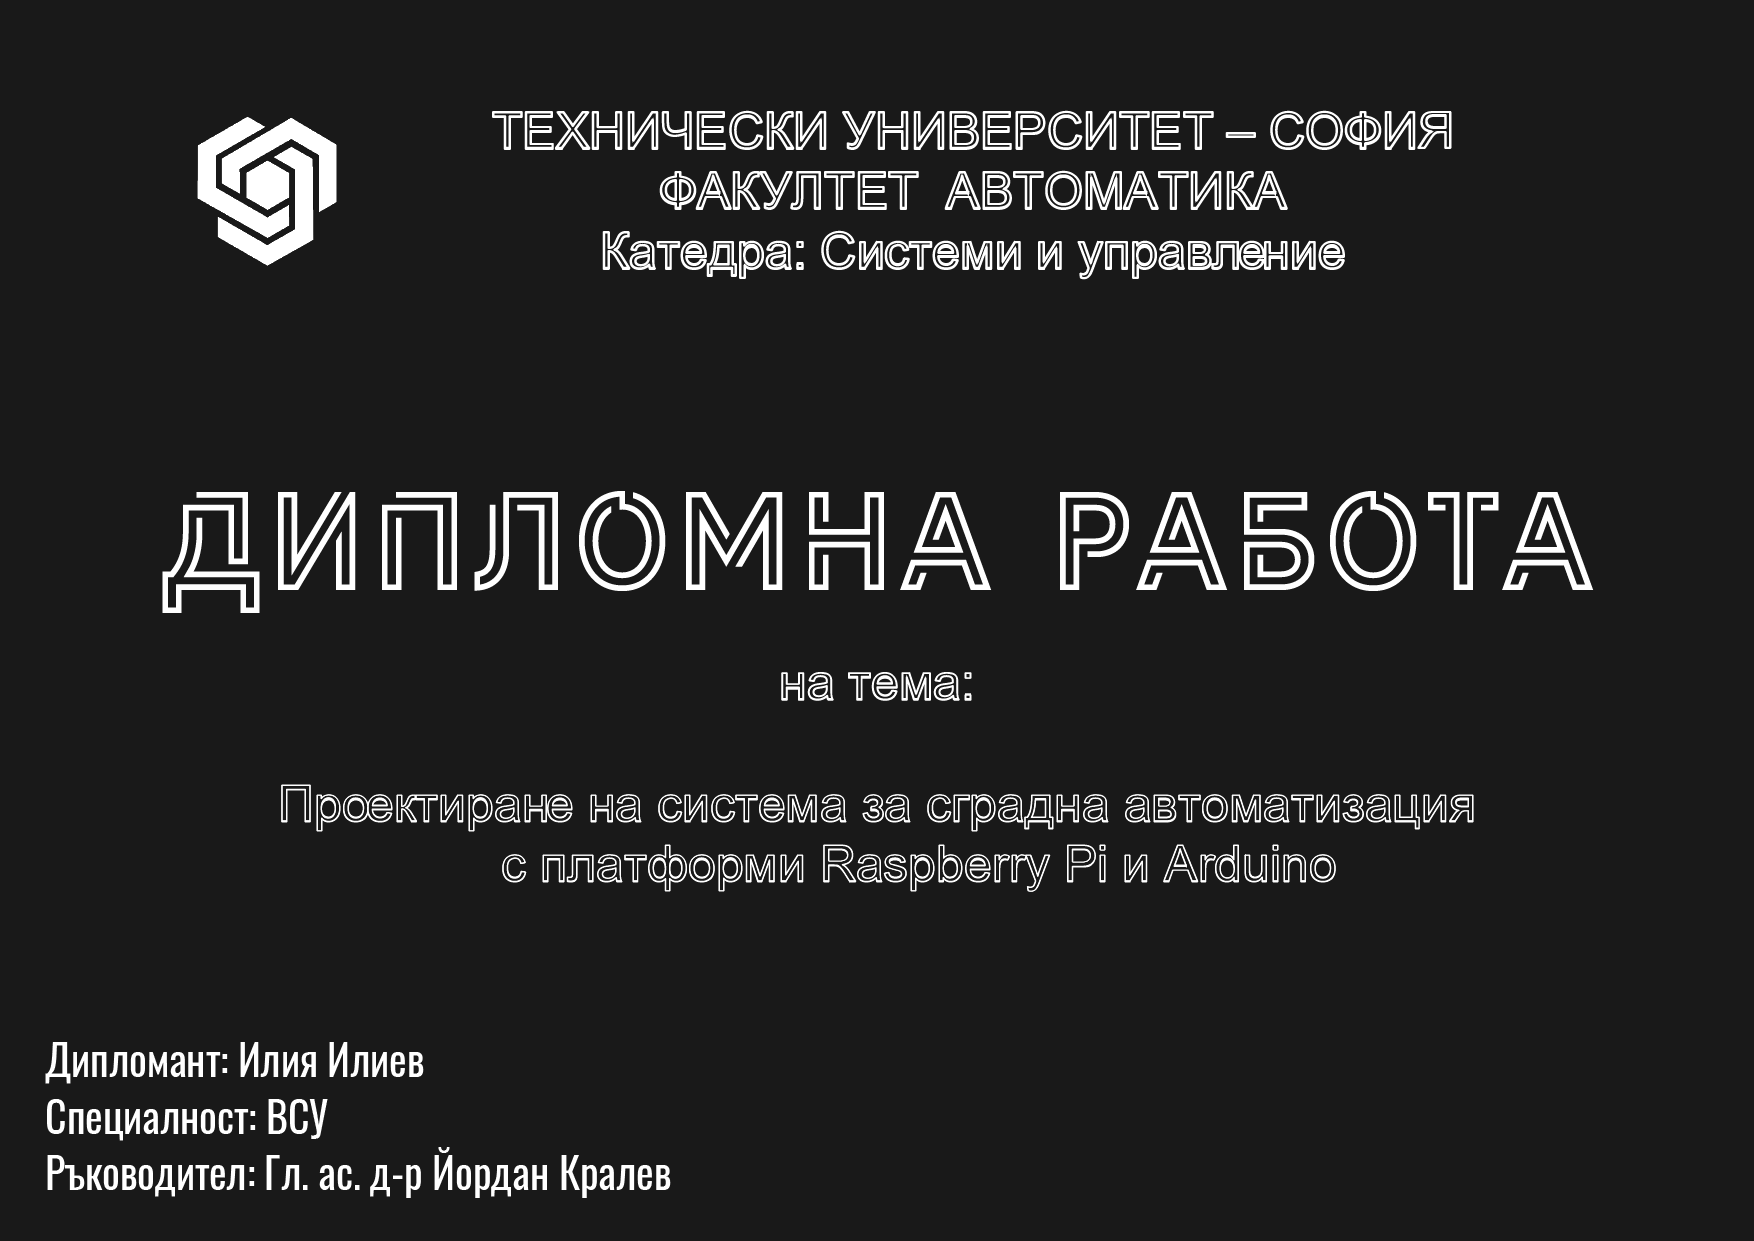 ТЕХНИЧЕСКИ УНИВЕРСИТЕТ – СОФИЯ
ФАКУЛТЕТ АВТОМАТИКА
Катедра: Системи и управление
ДИПЛОМНА РАБОТА
на тема:
Проектиране на система за сградна автоматизация
с платформи Raspberry Pi и Arduino
Дипломант: Илия Илиев
Специалност: ВСУ
Ръководител: Гл. ас. д-р Йордан Кралев